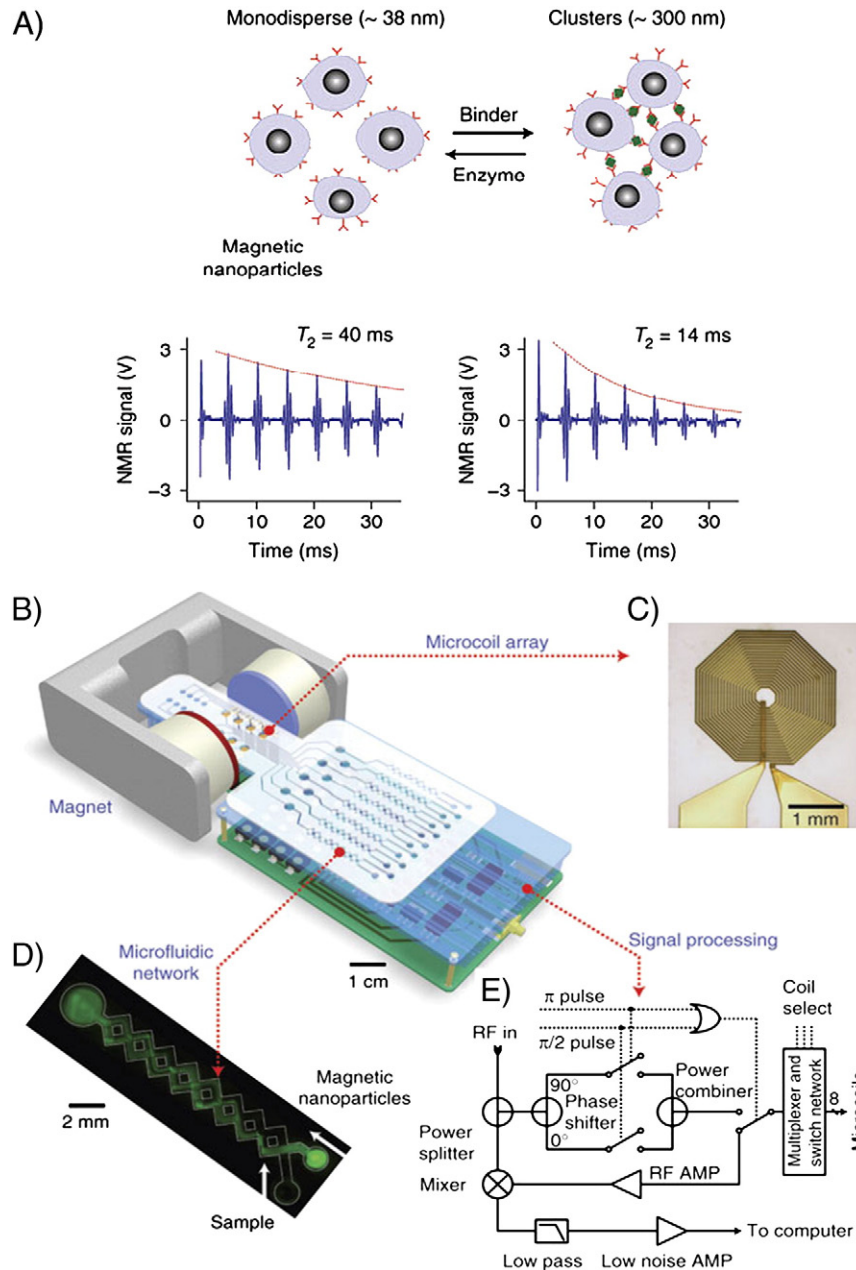 A)
Monodisperse (~ 38 nm)
Clusters (~ 300 nm)
Binder
Enzyme
Magnetic
nanoparticles
T2 = 40 ms
NMR signal (V)
3
0
−3
0 10 20 30
Time (ms)
T2 = 14 ms
NMR signal (V)
3
0
−3
0 10 20 30
Time (ms)
B)
Microcoil array
Magnet
1 cm
C)
1 mm
Microfluidic
network
Signal processing
D)
2 mm
Magnetic
nanoparticles
Sample
E)
π pulse
RF in
π/2 pulse
Coil
select
90°
Phase
shifter
0°
Power
combiner
Power
splitter
Multiplexer and
switch network
8
Mixer
RF AMP
To computer
Low pass
Low noise AMP